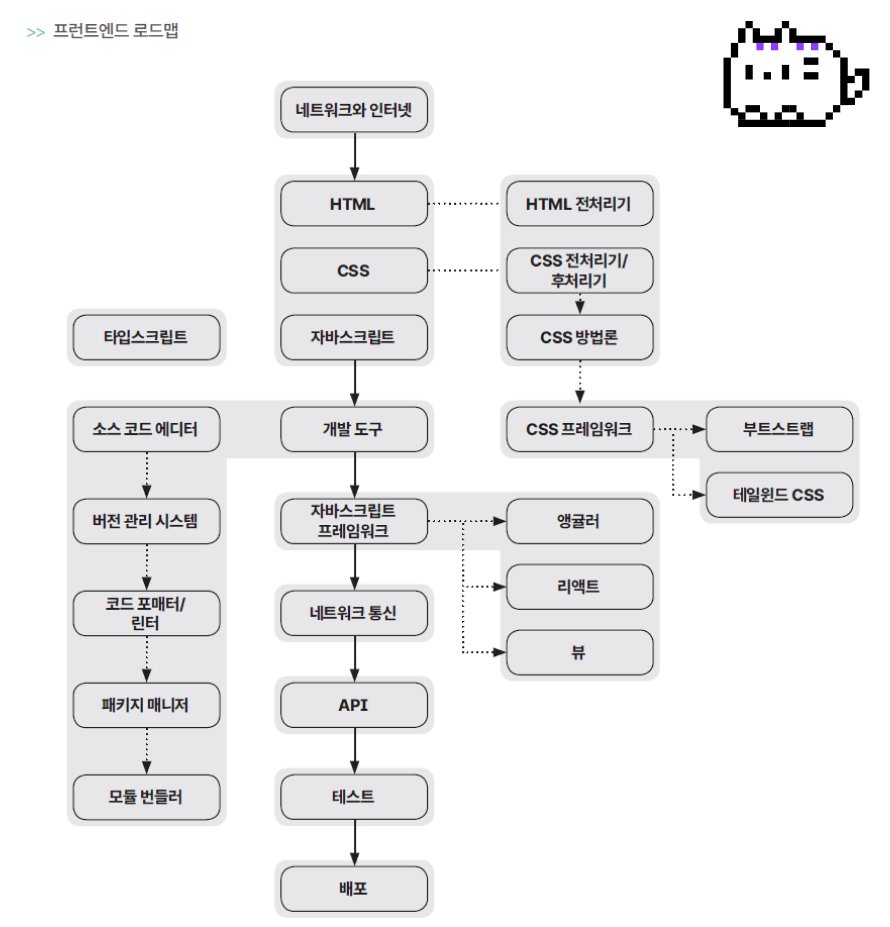 >> 프런트엔드 로드맵
네트워크와 인터넷
HTML
HTML 전처리기
CSS
CSS 전처리기/
후처리기
타입스크립트
자바스크립트
CSS 방법론
소스 코드 에디터
개발 도구
CSS 프레임워크
부트스트랩
테일윈드 CSS
버전 관리 시스템
자바스크립트
프레임워크
앵귤러
리액트
코드 포매터/
린터
네트워크 통신
뷰
패키지 매니저
API
모듈 번들러
테스트
배포